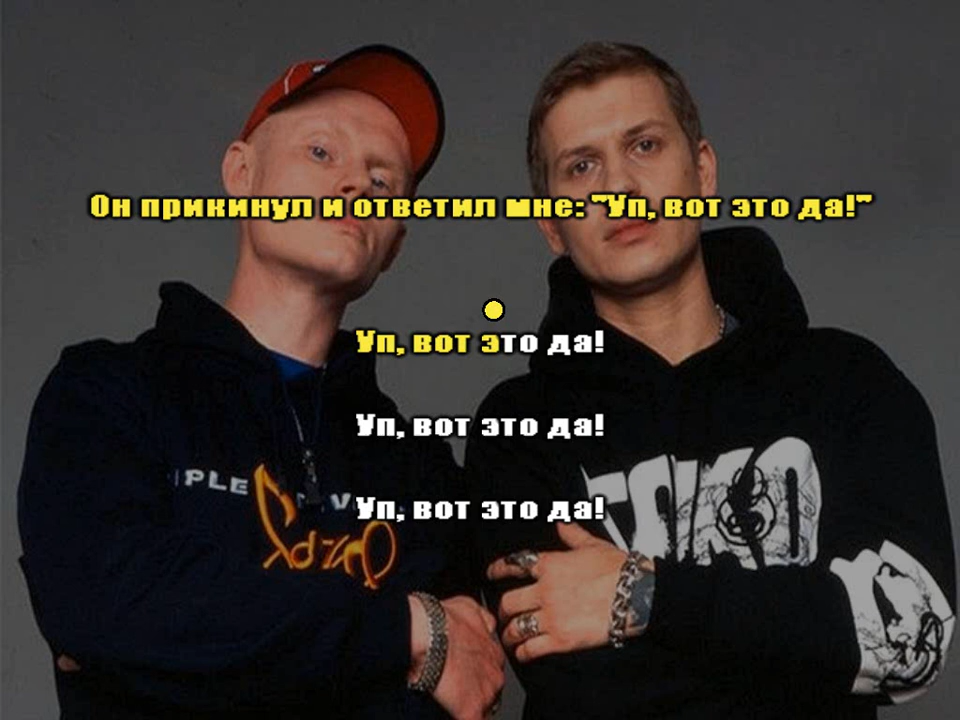 Он прикинул и ответил мне: "Уп, вот это да!"
Уп, вот это да!
Уп, вот это да!
Уп, вот это да!
PLE